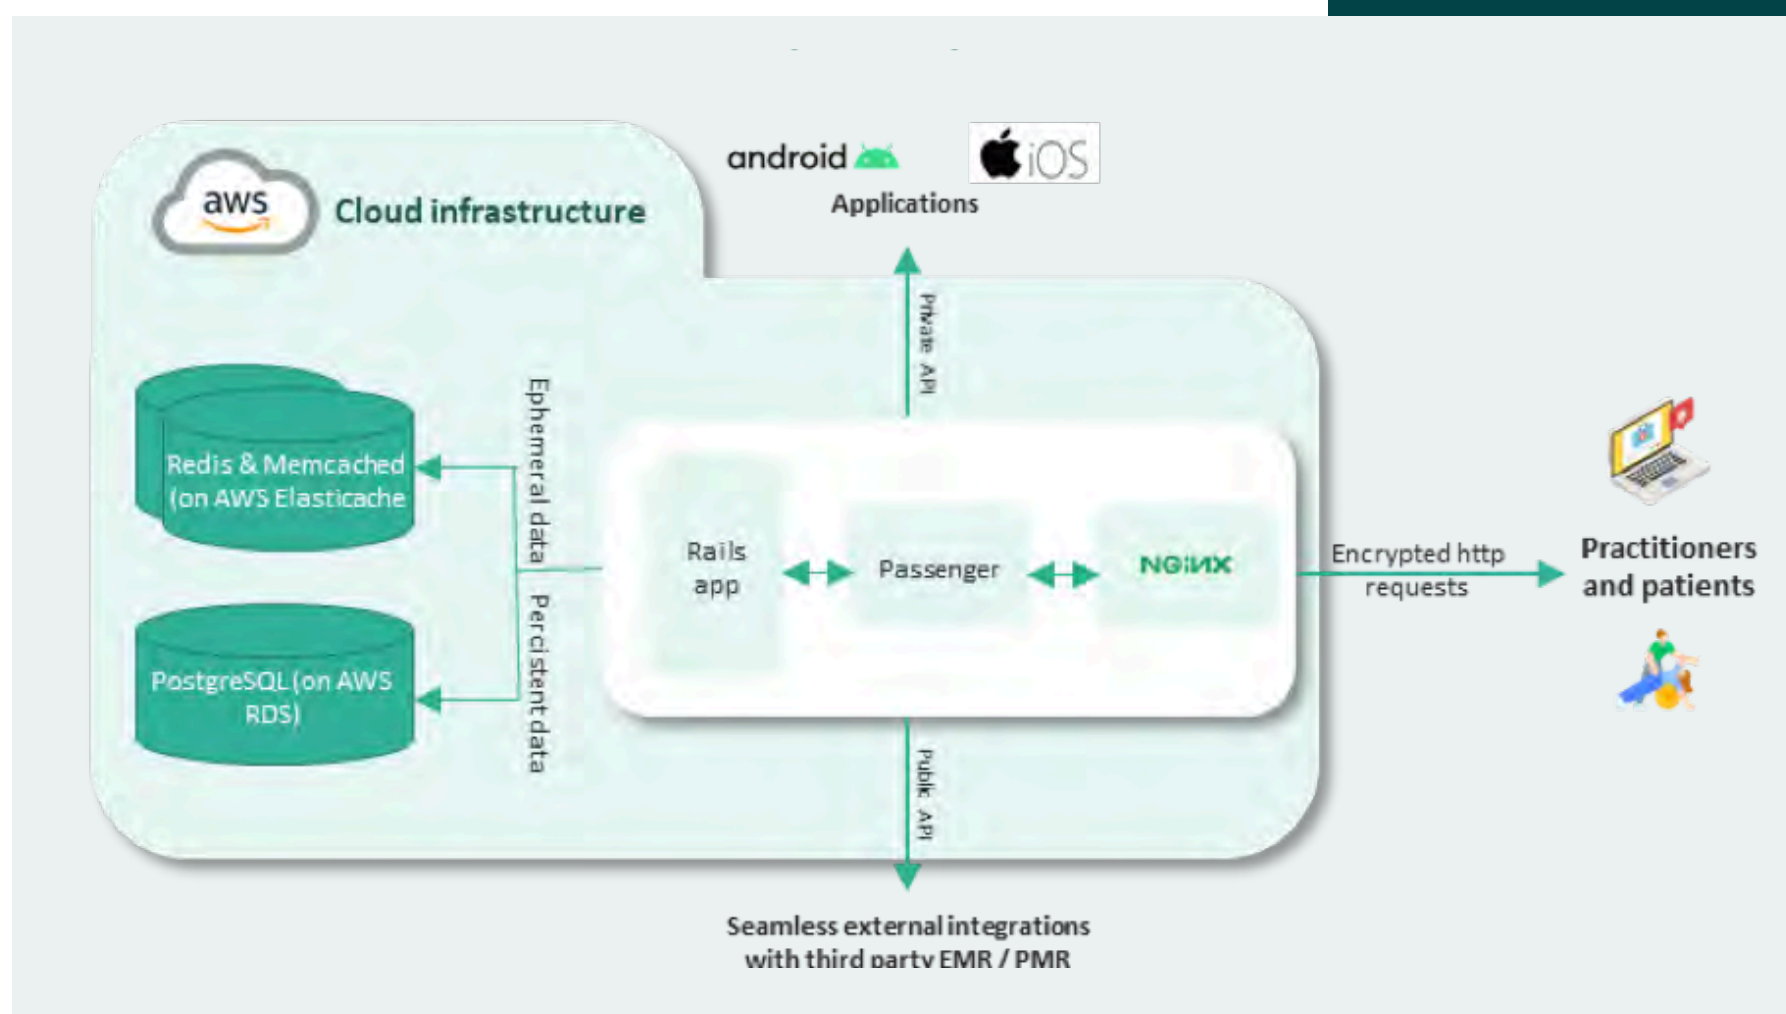 android
iOS
Applications
aws
Cloud infrastructure
Private API
Ephemeral data
Redis & Memcached
(on AWS Elasticache
Rails
app
Passenger
NGiNX
Encrypted http
requests
Practitioners
and patients
Percistent data
PostgreSQL(on AWS
RDS)
Public API
Seamless external integrations
with third party EMR / PMR